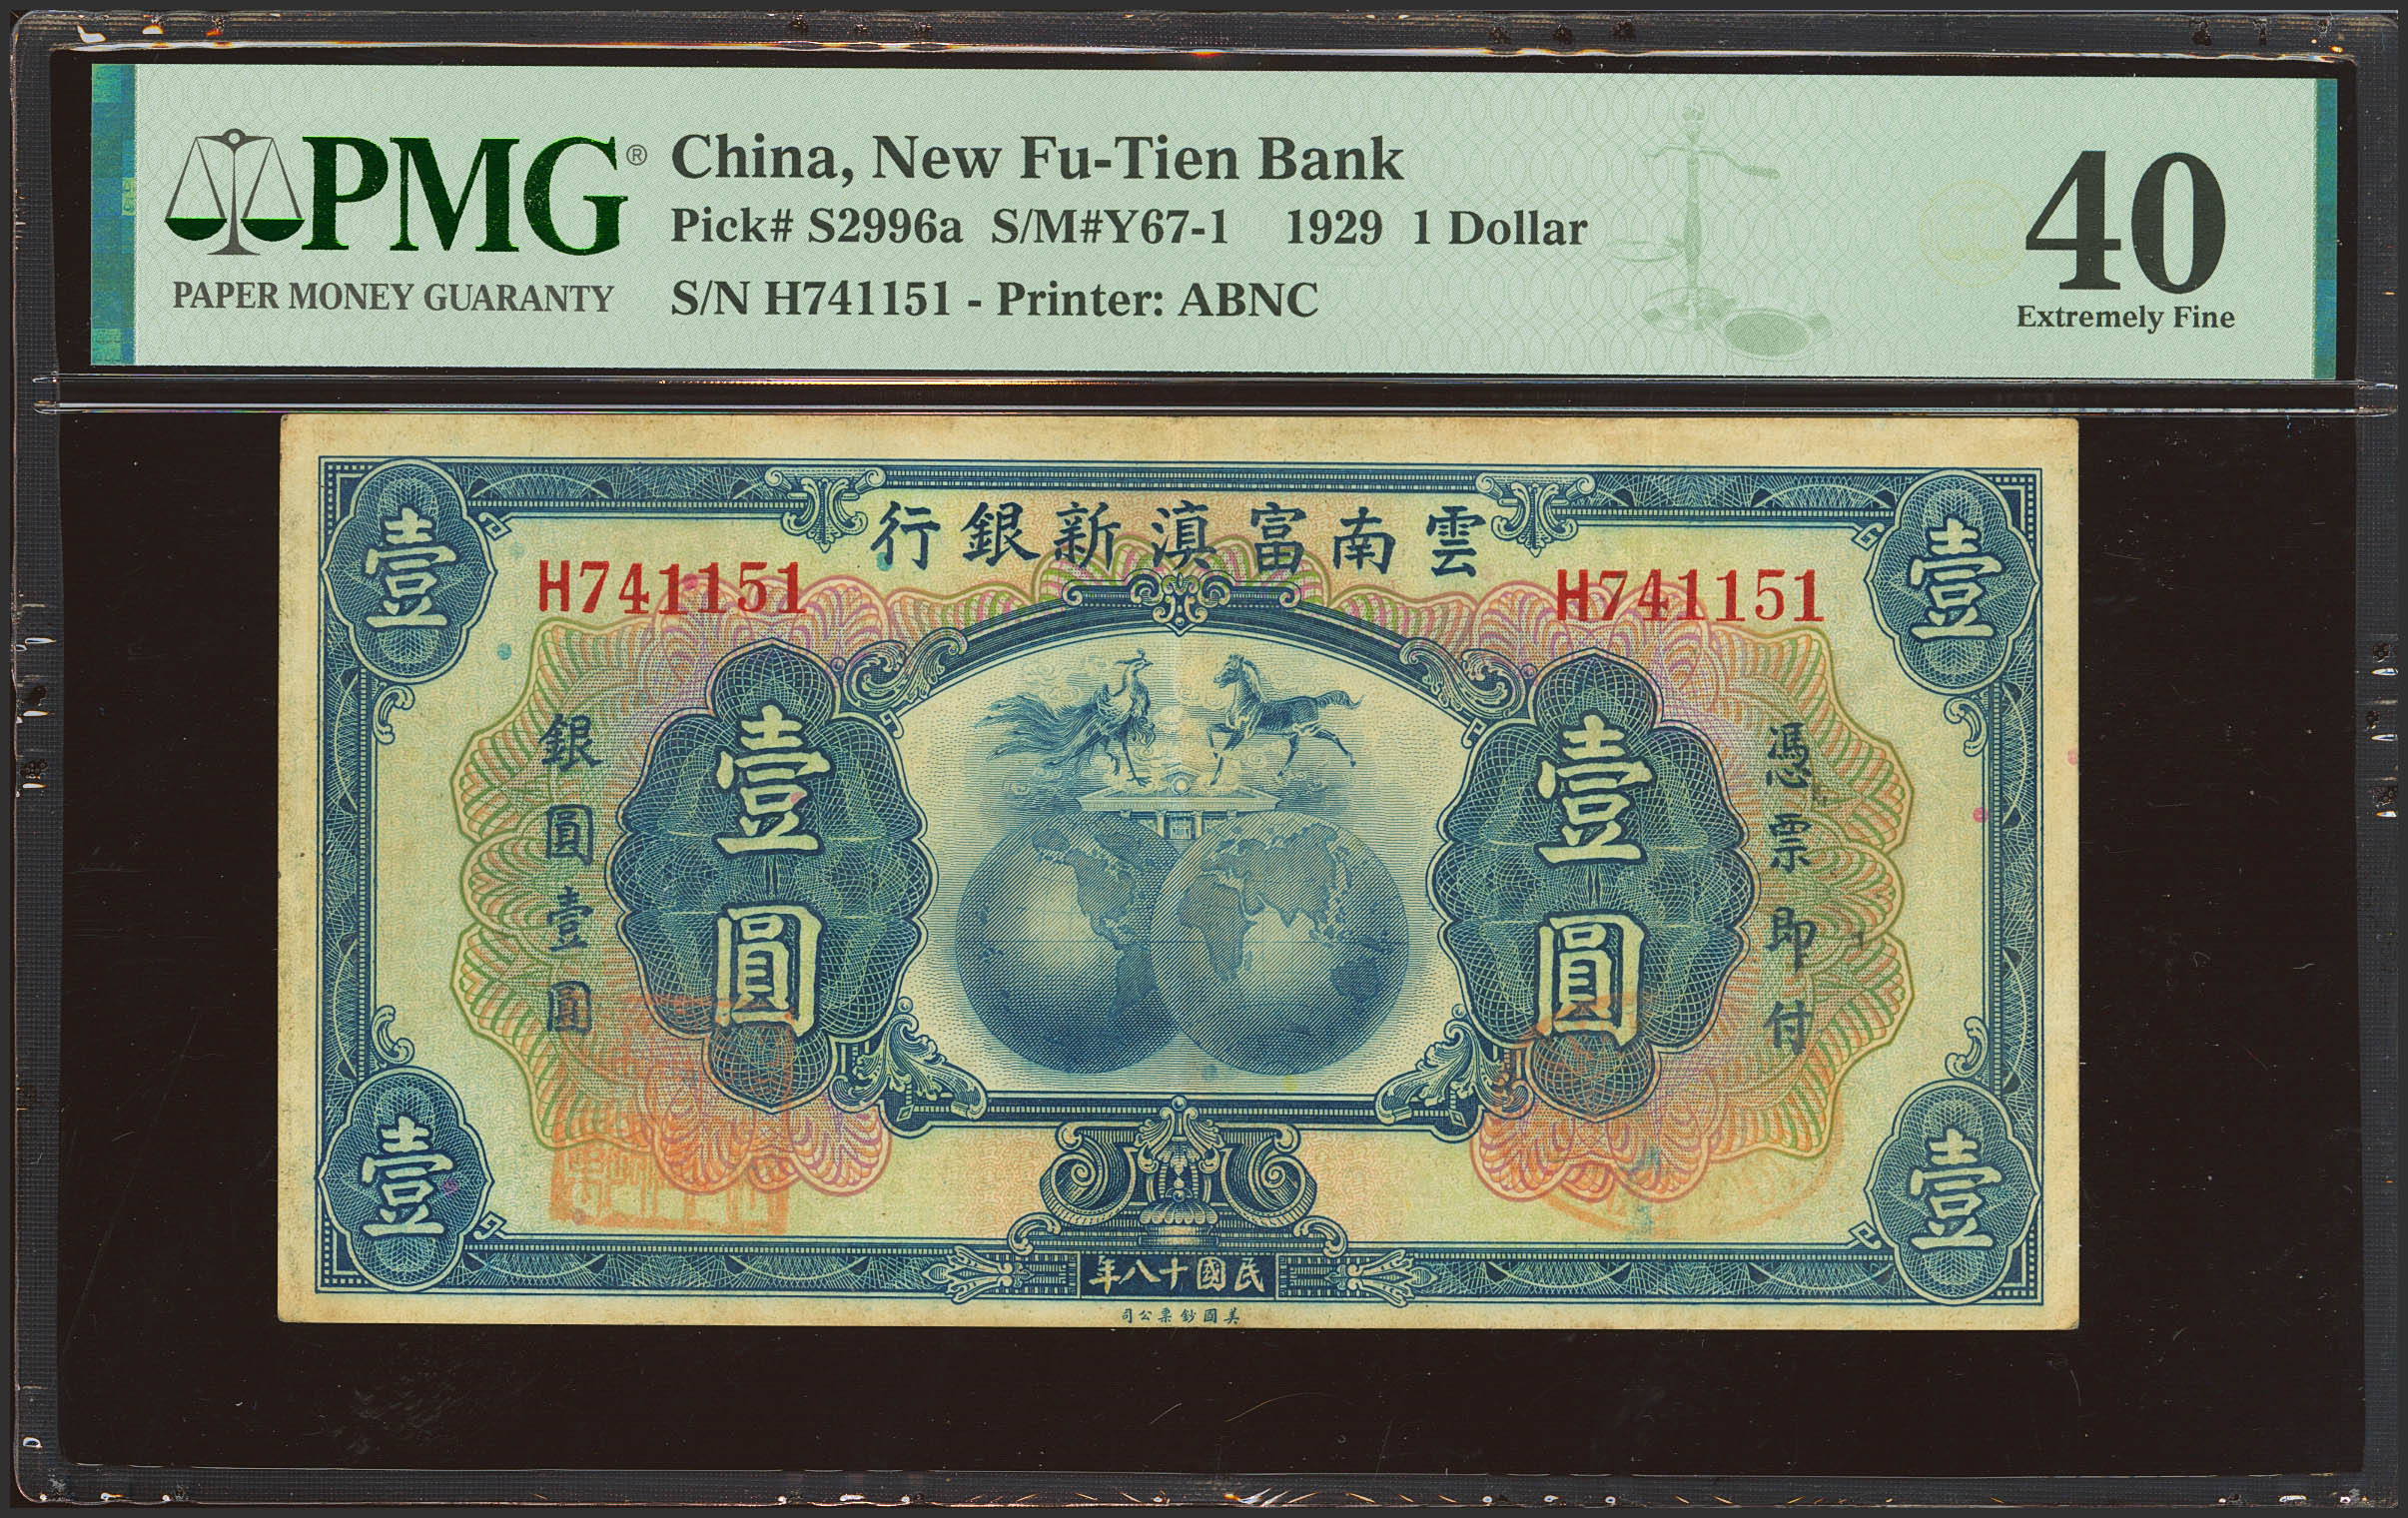 PMG®
PAPER MONEY GUARANTY
China, New Fu-Tien Bank
Pick# S2996a S/M#Y67-1 1929 1 Dollar
S/N H741151 - Printer: ABNC
40
Extremely Fine
雲南富滇新銀行
壹
壹
H741151
H741151
憑票即付
壹圓
壹圓
銀圓壹圓
壹
壹
民國十八年
美國鈔票公司